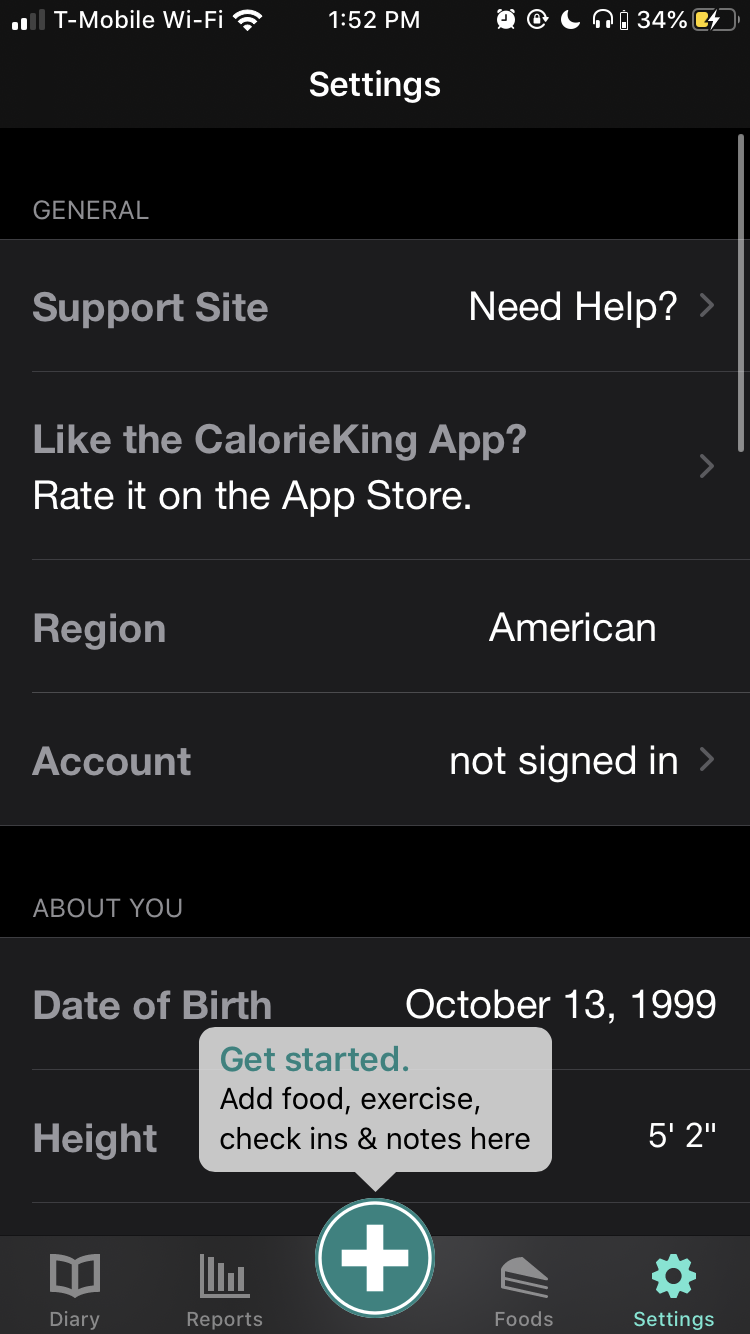 T-Mobile Wi-Fi 1:52 PM 34%
Settings
GENERAL
Support Site Need Help?
Like the CalorieKing App?
Rate it on the App Store.
Region American
Account not signed in
ABOUT YOU
Date of Birth October 13, 1999
Get started.
Add food, exercise,
check ins & notes here
Height 5' 2"
Diary Reports Foods Settings